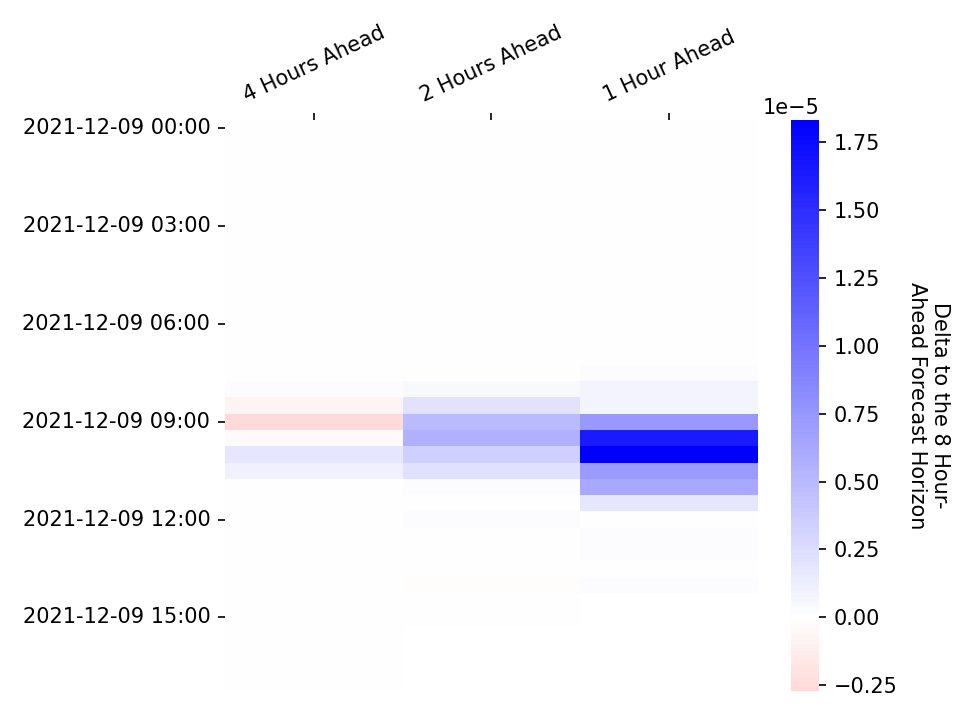 4 Hours Ahead
2 Hours Ahead
1 Hour Ahead
1e−5
2021-12-09 00:00
2021-12-09 03:00
2021-12-09 06:00
2021-12-09 09:00
2021-12-09 12:00
2021-12-09 15:00
1.75
1.50
1.25
1.00
0.75
0.50
0.25
0.00
−0.25
Delta to the 8 Hour-
Ahead Forecast Horizon